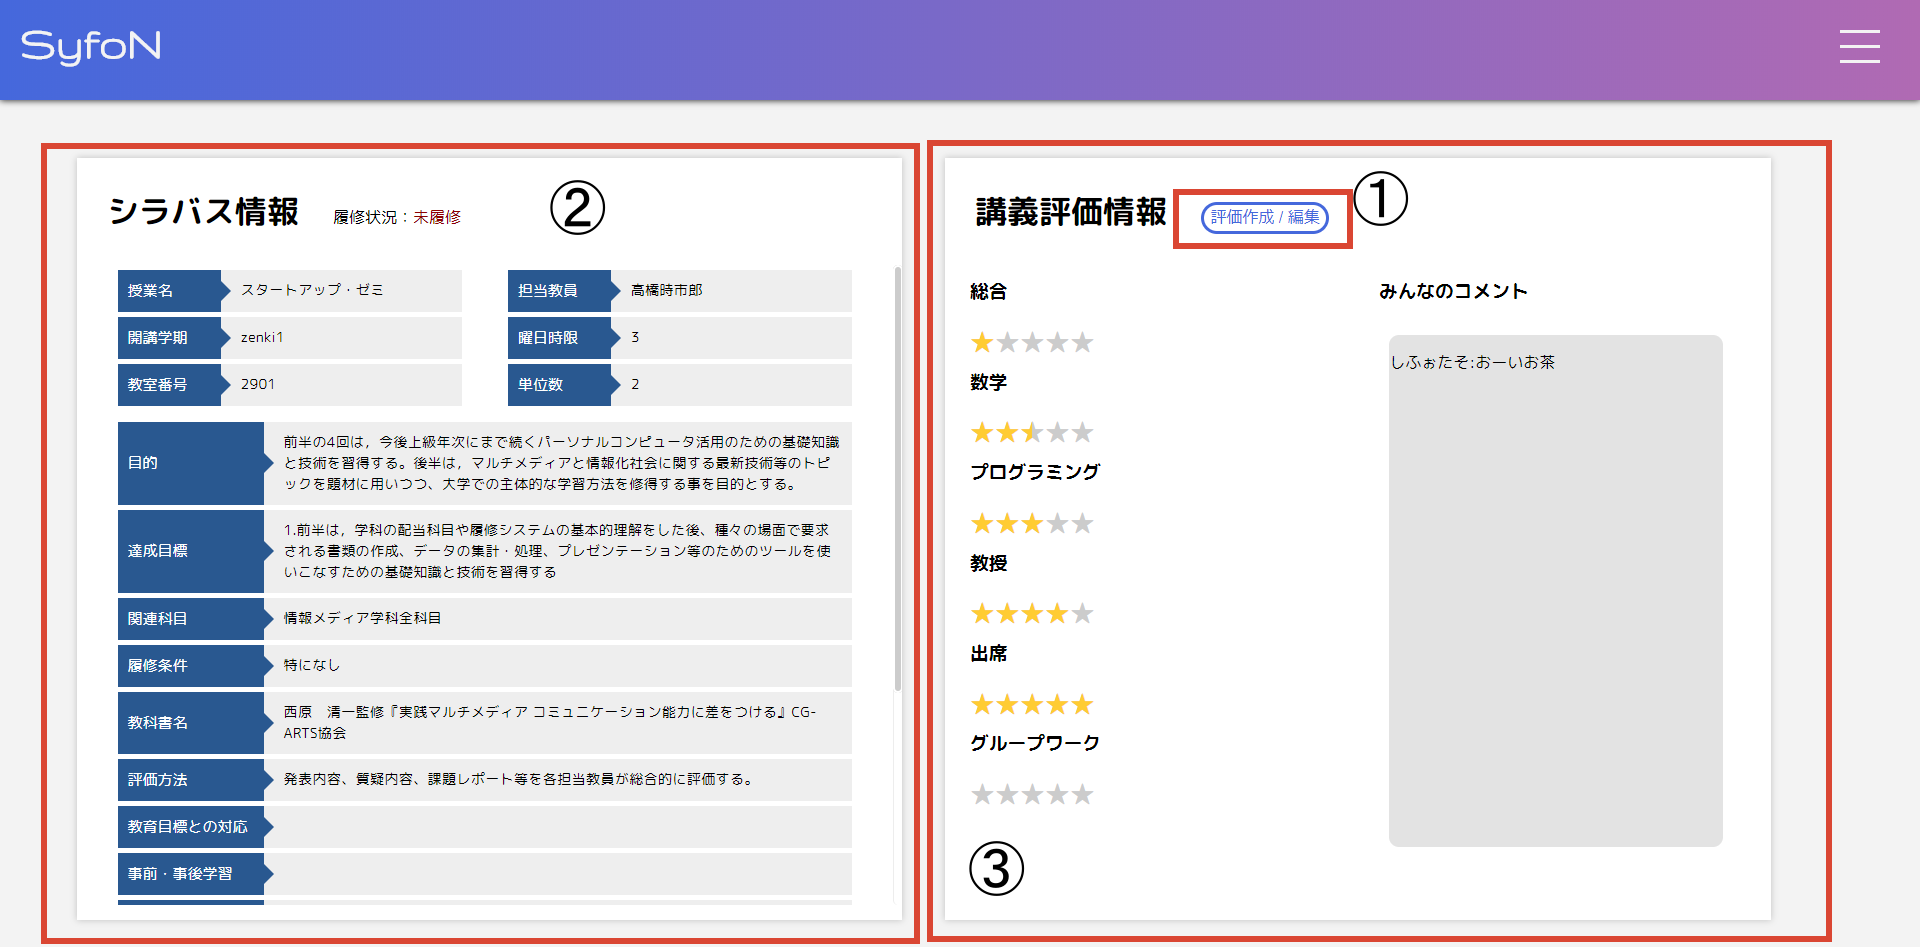 SyfoN
シラバス情報 履修状況：未履修 ②
授業名 スタートアップ・ゼミ 担当教員 高橋時市郎
開講学期 zenki1 曜日時限 3
教室番号 2901 単位数 2
目的 前半の4回は，今後上級年次にまで続くパーソナルコンピュータ活用のための基礎知識
と技術を習得する。後半は，マルチメディアと情報化社会に関する最新技術等のトピ
ックを題材に用いつつ、大学での主体的な学習方法を修得する事を目的とする。
達成目標 1.前半は，学科の配当科目や履修システムの基本的理解をした後、種々の場面で要求
される書類の作成、データの集計・処理、プレゼンテーション等のためのツールを使
いこなすための基礎知識と技術を習得する
関連科目 情報メディア学科全科目
履修条件 特になし
教科書名 西原　清一監修『実践マルチメディア コミュニケーション能力に差をつける』CG-
ARTS協会
評価方法 発表内容、質疑内容、課題レポート等を各担当教員が総合的に評価する。
教育目標との対応
事前・事後学習
講義評価情報 評価作成 / 編集 ①
総合
数学
プログラミング
教授
出席
グループワーク
③
みんなのコメント
しふぉたそ:おーいお茶